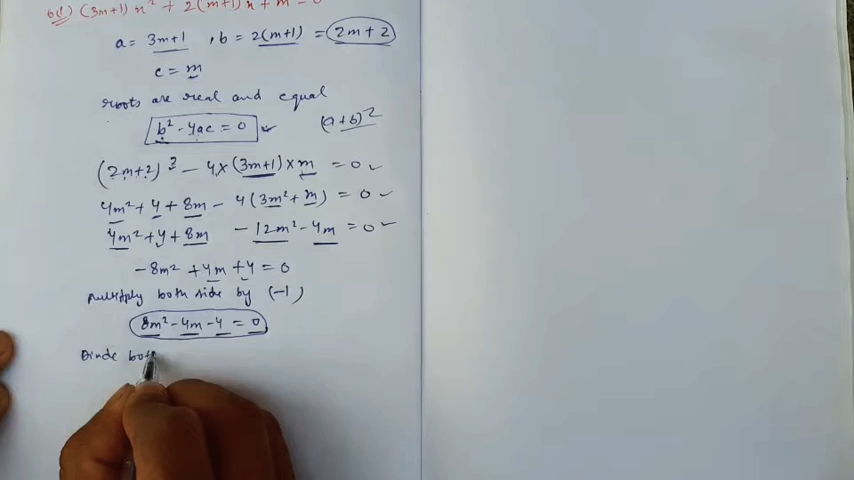 6(i) (3m+1)x² + 2(m+1)x + m = 0
a = 3m+1 , b = 2(m+1) = 2m+2
c = m
roots are real and equal
b² - 4ac = 0 (a+b)²
(2m+2)² - 4×(3m+1)×m = 0
4m² + 4 + 8m - 4(3m² + m) = 0
4m² + 4 + 8m - 12m² - 4m = 0
-8m² + 4m + 4 = 0
Multiply both side by (-1)
8m² - 4m - 4 = 0